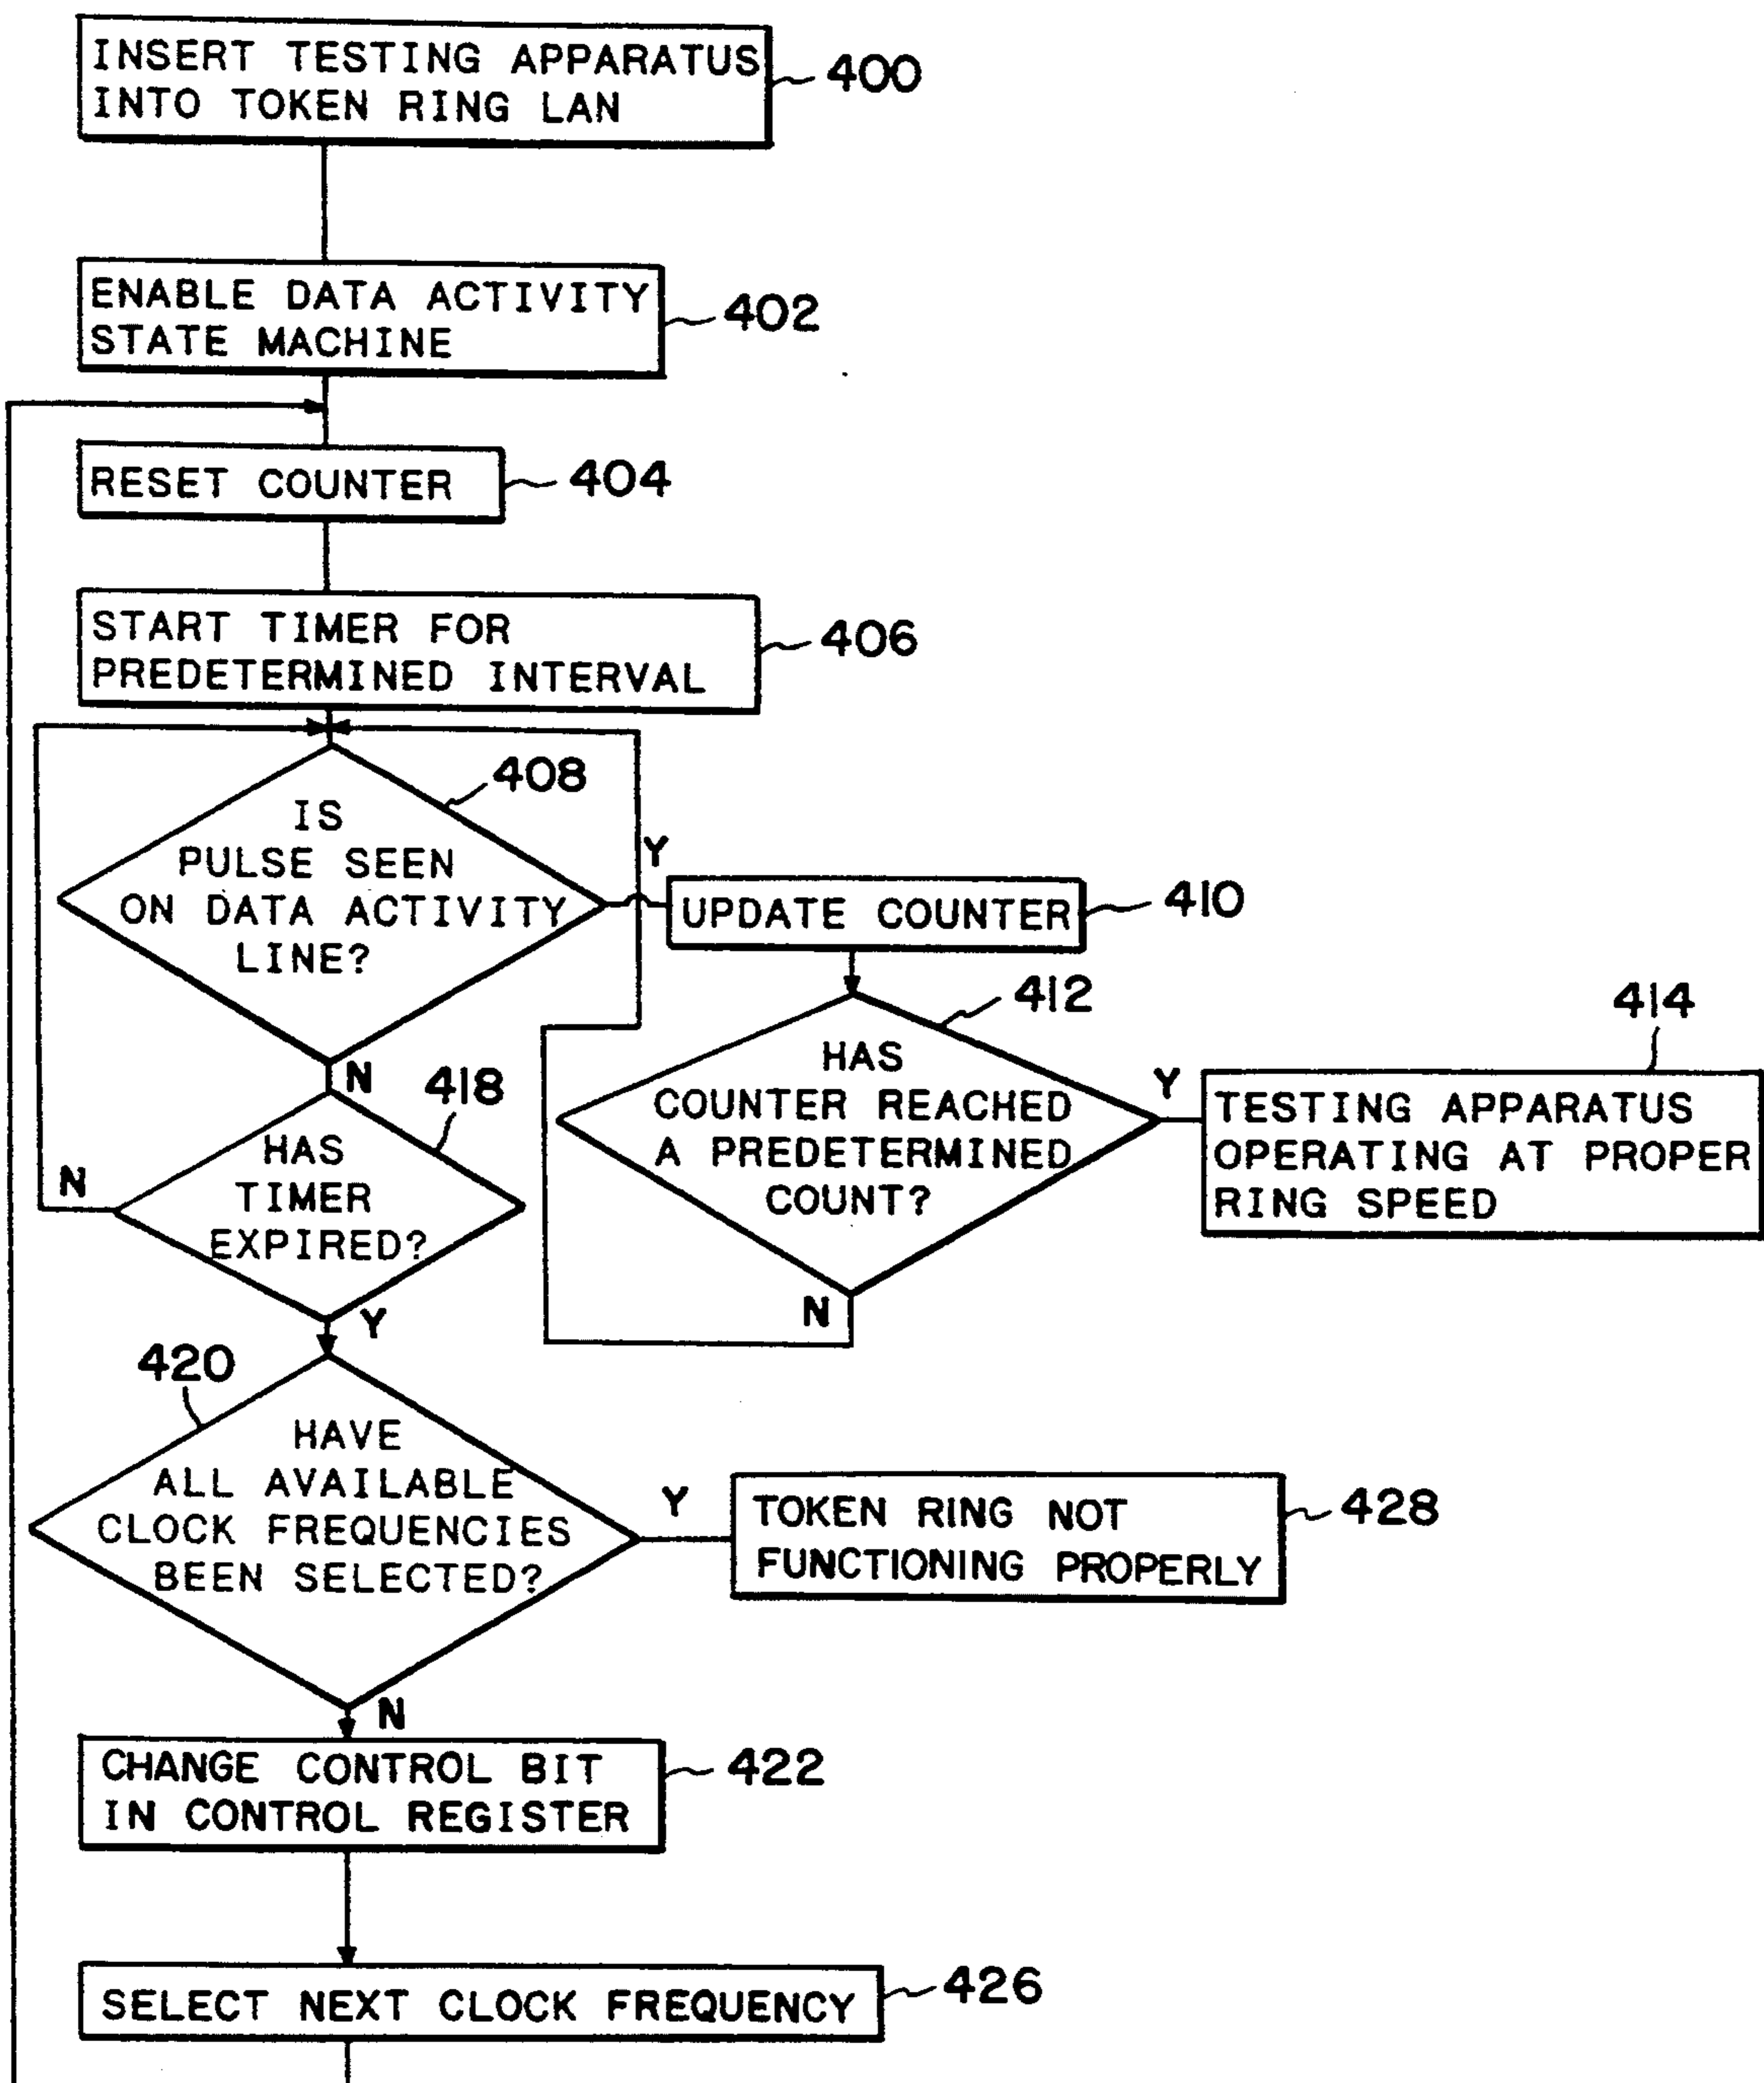 INSERT TESTING APPARATUS
INTO TOKEN RING LAN
400
ENABLE DATA ACTIVITY
STATE MACHINE
402
RESET COUNTER
404
START TIMER FOR
PREDETERMINED INTERVAL
406
408
IS
PULSE SEEN
ON DATA ACTIVITY
LINE?
Y
UPDATE COUNTER
410
412
HAS
COUNTER REACHED
A PREDETERMINED
COUNT?
Y
414
TESTING APPARATUS
OPERATING AT PROPER
RING SPEED
N
N
418
HAS
TIMER
EXPIRED?
N
Y
420
HAVE
ALL AVAILABLE
CLOCK FREQUENCIES
BEEN SELECTED?
Y
TOKEN RING NOT
FUNCTIONING PROPERLY
428
N
CHANGE CONTROL BIT
IN CONTROL REGISTER
422
SELECT NEXT CLOCK FREQUENCY
426